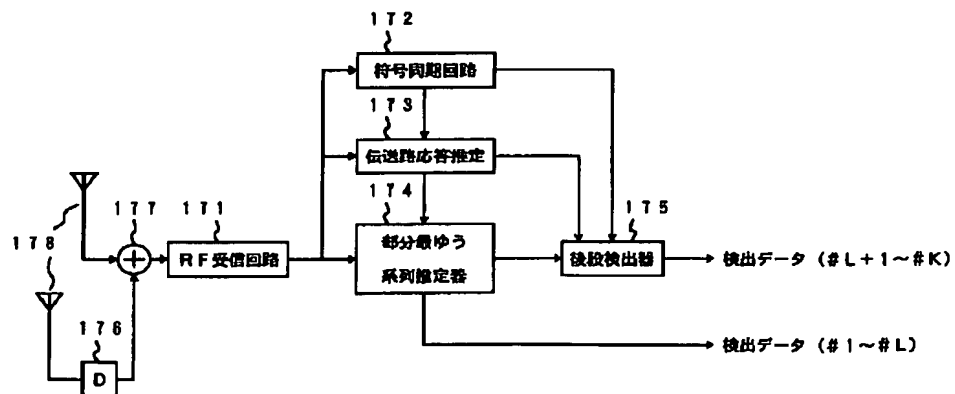 172
符号同期回路
173
伝送路応答推定
174
177
171
175
178
RF受信回路
部分最ゆう
系列推定器
後段検出器
検出データ (#L+1～#K)
176
D
検出データ (#1～#L)